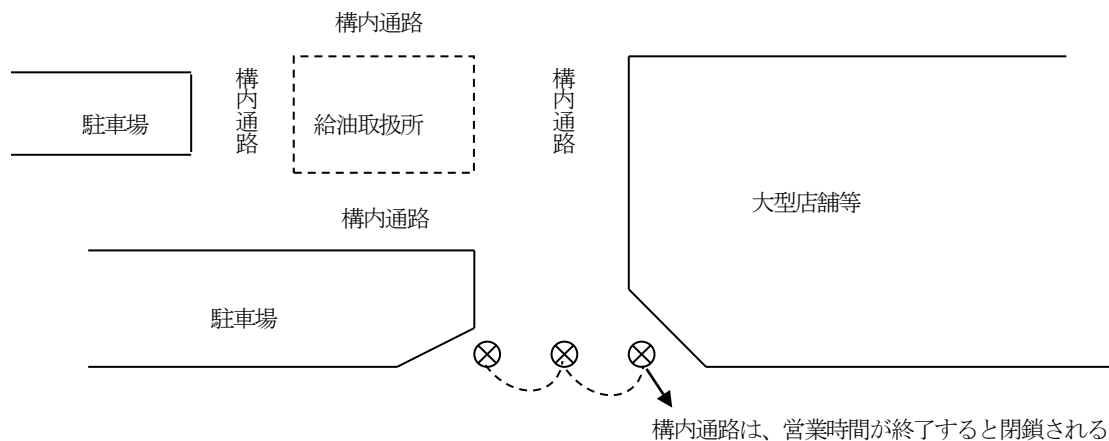 構内通路
構内通路
構内通路
駐車場
給油取扱所
大型店舗等
構内通路
駐車場
構内通路は、営業時間が終了すると閉鎖される